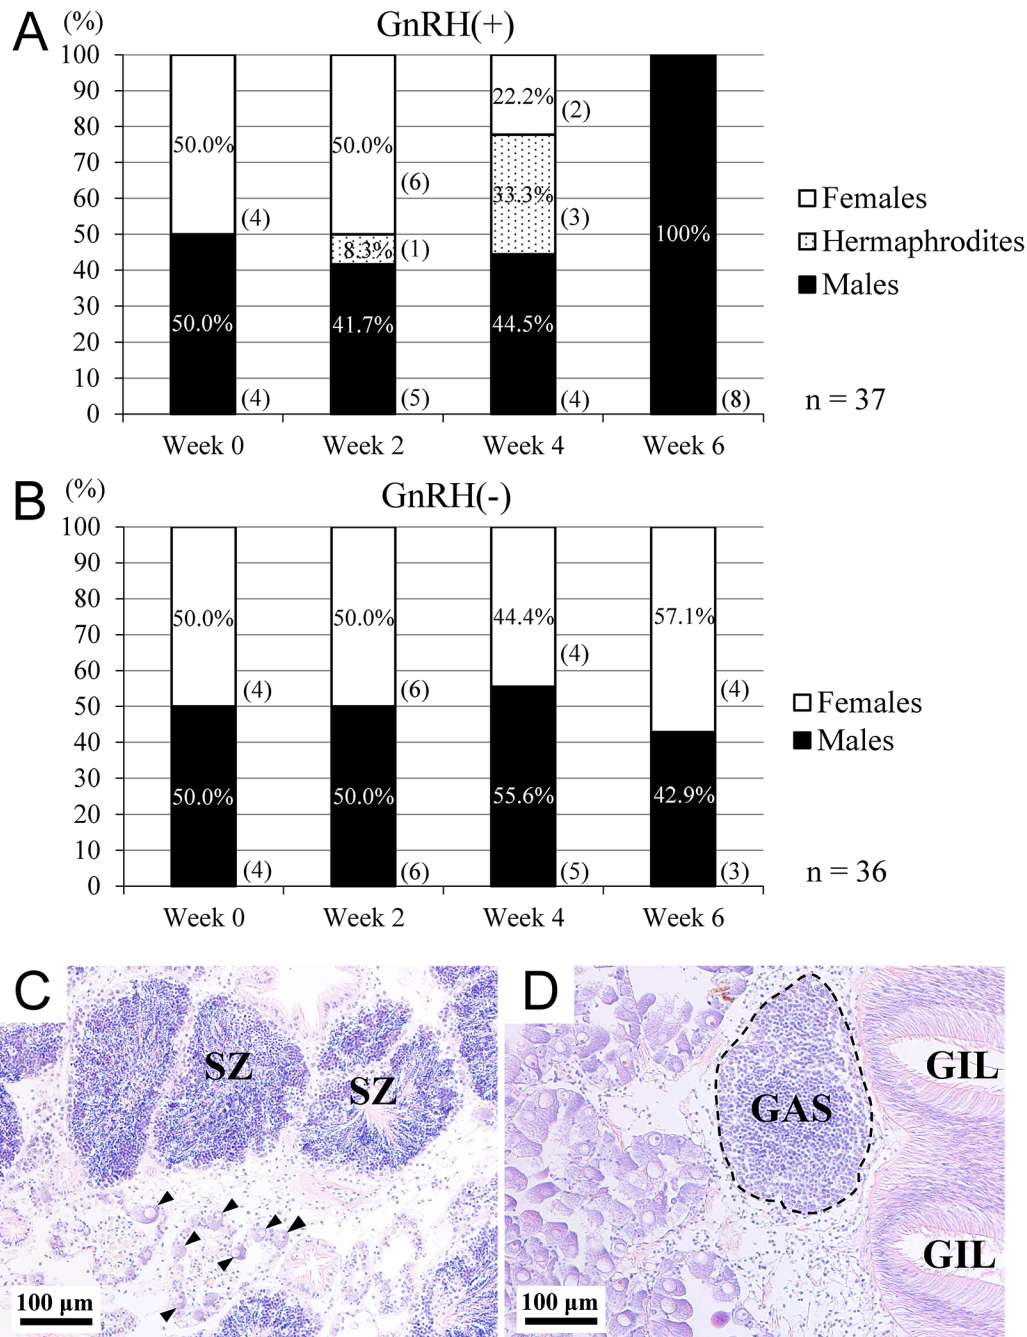 A
(%)
GnRH(+)
100
90
80
70
60
50
40
30
20
10
0
50.0%
(4)
50.0%
(4)
50.0%
(6)
8.3%
(1)
41.7%
(5)
22.2%
(2)
33.3%
(3)
44.5%
(4)
100%
(8)
Week 0
Week 2
Week 4
Week 6
Females
Hermaphrodites
Males
n = 37
B
(%)
GnRH(-)
100
90
80
70
60
50
40
30
20
10
0
50.0%
(4)
50.0%
(4)
50.0%
(6)
50.0%
(6)
44.4%
(4)
55.6%
(5)
57.1%
(4)
42.9%
(3)
Week 0
Week 2
Week 4
Week 6
Females
Males
n = 36
C
SZ
SZ
100 μm
D
GAS
GIL
GIL
100 μm